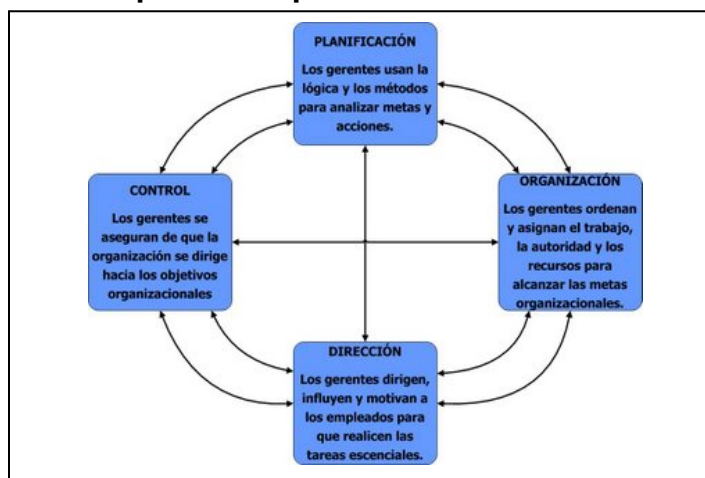 PLANIFICACIÓN
Los gerentes usan la
lógica y los métodos
para analizar metas y
acciones.
CONTROL
Los gerentes se
aseguran de que la
organización se dirige
hacia los objetivos
organizacionales
ORGANIZACIÓN
Los gerentes ordenan
y asignan el trabajo,
la autoridad y los
recursos para
alcanzar las metas
organizacionales.
DIRECCIÓN
Los gerentes dirigen,
influyen y motivan a
los empleados para
que realicen las
tareas escenciales.